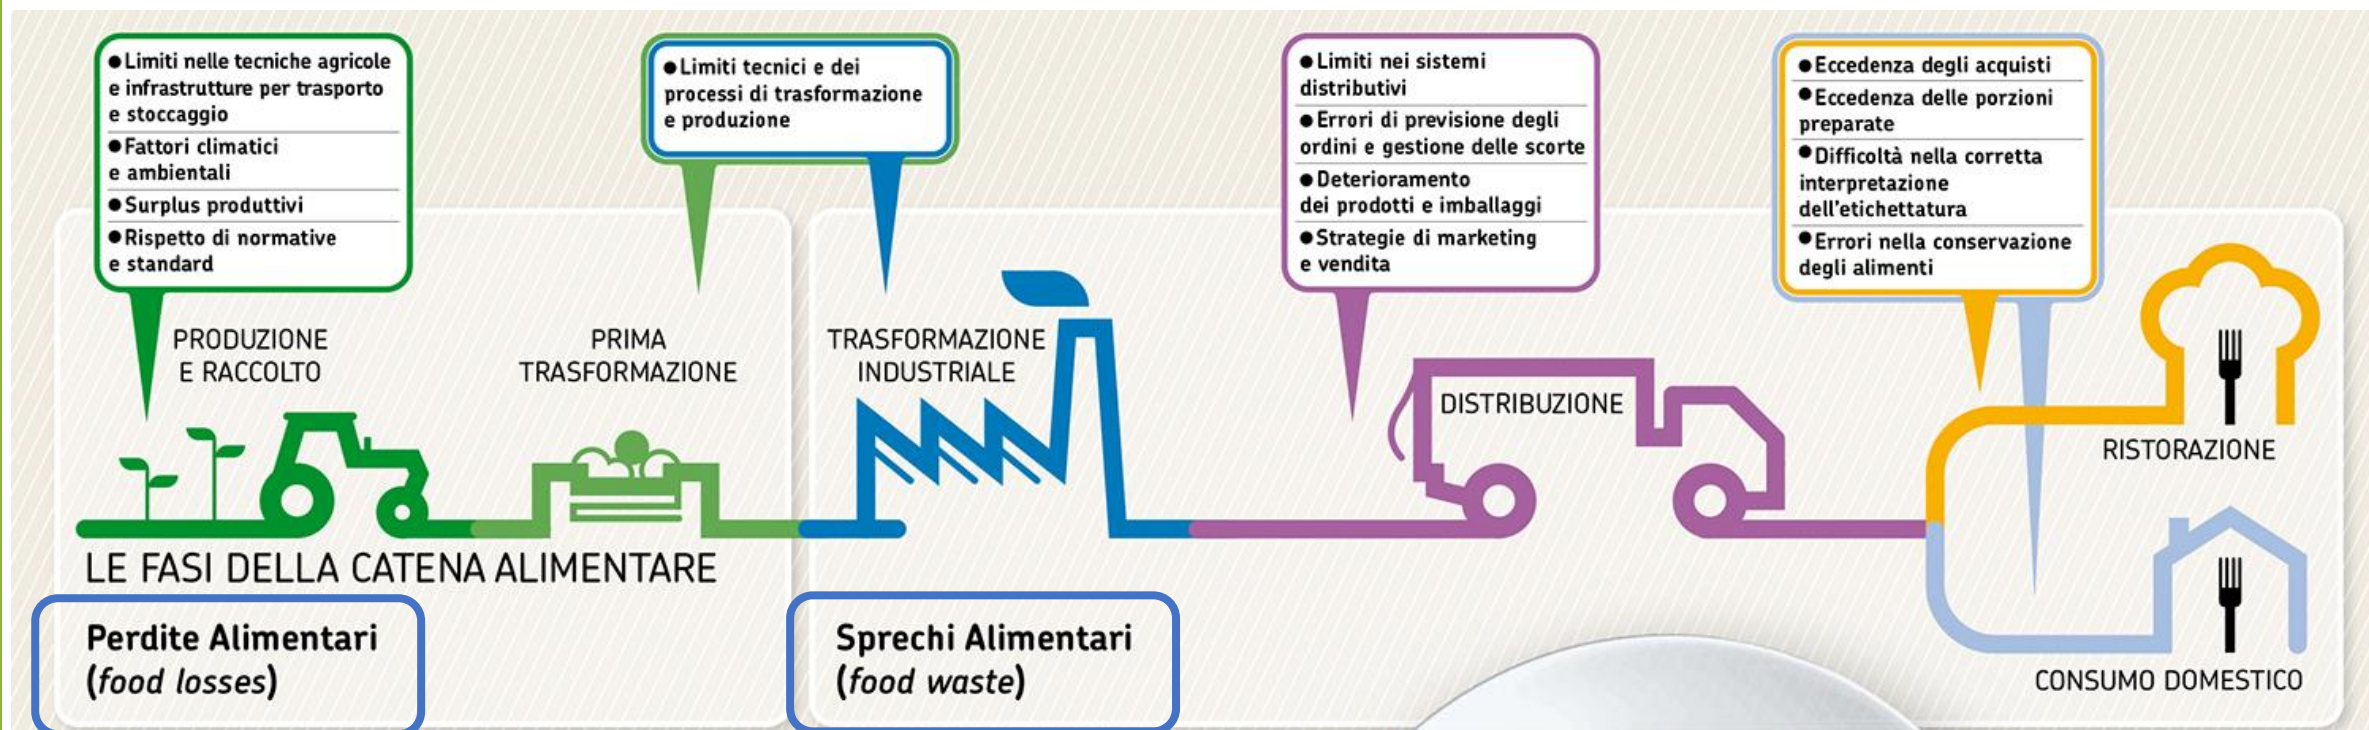 ●Limiti nelle tecniche agricole
e infrastrutture per trasporto
e stoccaggio
●Fattori climatici
e ambientali
●Surplus produttivi
●Rispetto di normative
e standard
●Limiti tecnici e dei
processi di trasformazione
e produzione
●Limiti nei sistemi
distributivi
●Errori di previsione degli
ordini e gestione delle scorte
●Deterioramento
dei prodotti e imballaggi
●Strategie di marketing
e vendita
●Eccedenza degli acquisti
●Eccedenza delle porzioni
preparate
●Difficoltà nella corretta
interpretazione
dell'etichettatura
●Errori nella conservazione
degli alimenti
PRODUZIONE
E RACCOLTO
PRIMA
TRASFORMAZIONE
TRASFORMAZIONE
INDUSTRIALE
DISTRIBUZIONE
RISTORAZIONE
CONSUMO DOMESTICO
LE FASI DELLA CATENA ALIMENTARE
Perdite Alimentari
(food losses)
Sprechi Alimentari
(food waste)